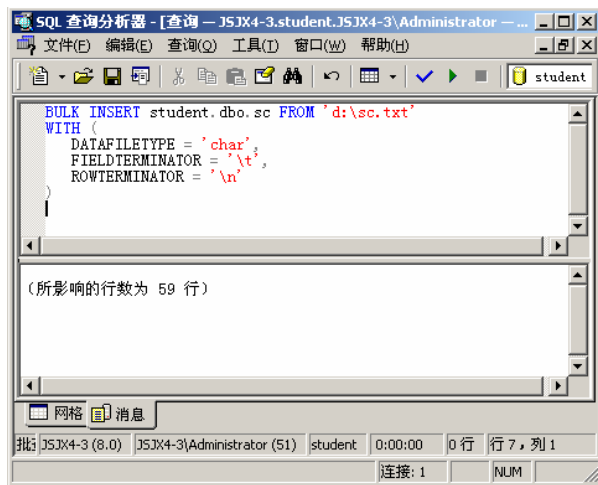 SQL 查询分析器 - [查询 — JSJX4-3.student.JSJX4-3\Administrator — ...
文件(F) 编辑(E) 查询(Q) 工具(T) 窗口(W) 帮助(H)
student
BULK INSERT student.dbo.sc FROM 'd:\sc.txt'
WITH (
DATAFILETYPE = 'char',
FIELDTERMINATOR = '\t',
ROWTERMINATOR = '\n'
)
(所影响的行数为 59 行)
网格 消息
JSJX4-3 (8.0) JSJX4-3\Administrator (51) student 0:00:00 0 行 行 7，列 1
连接: 1 NUM